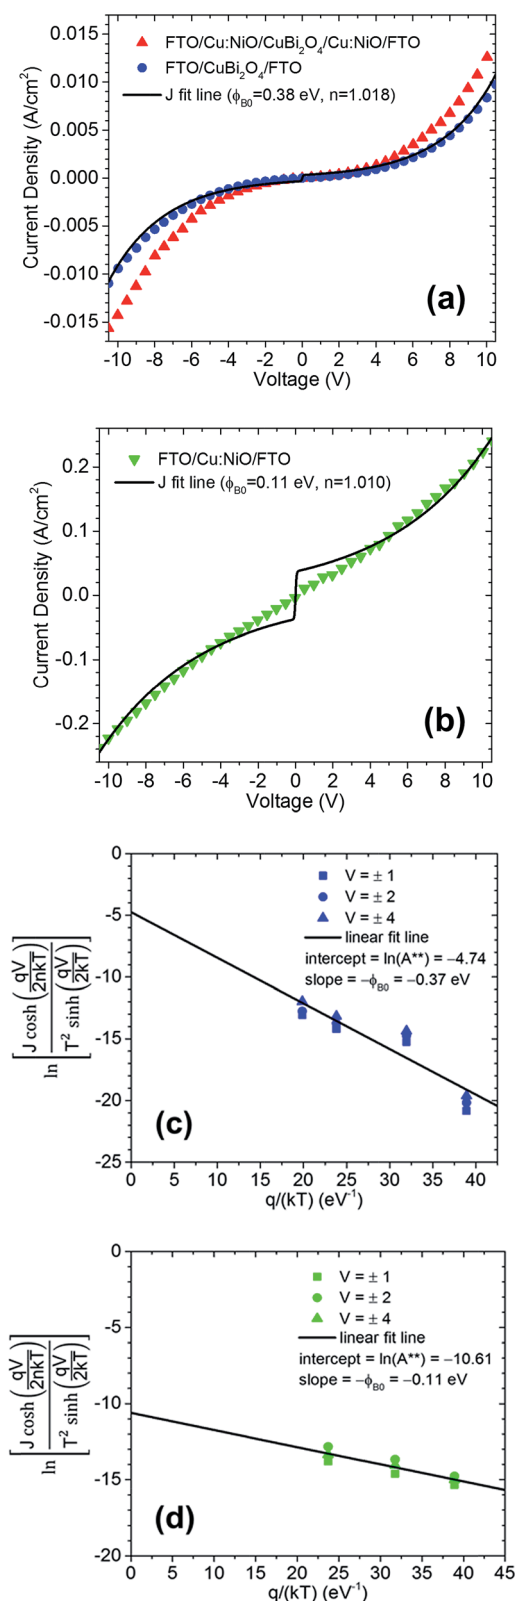 0.015
0.010
0.005
0.000
-0.005
-0.010
-0.015
Current Density (A/cm²)
FTO/Cu:NiO/CuBi₂O₄/Cu:NiO/FTO
FTO/CuBi₂O₄/FTO
J fit line (ϕ_B0=0.38 eV, n=1.018)
(a)
-10 -8 -6 -4 -2 0 2 4 6 8 10
Voltage (V)
0.2
0.1
0.0
-0.1
-0.2
Current Density (A/cm²)
FTO/Cu:NiO/FTO
J fit line (ϕ_B0=0.11 eV, n=1.010)
(b)
-10 -8 -6 -4 -2 0 2 4 6 8 10
Voltage (V)
0
-5
-10
-15
-20
-25
ln [J cosh (qV/2nkT) / T² sinh (qV/2kT)]
V = ± 1
V = ± 2
V = ± 4
linear fit line
intercept = ln(A**) = −4.74
slope = −ϕ_B0 = −0.37 eV
(c)
0 5 10 15 20 25 30 35 40
q/(kT) (eV⁻¹)
0
-5
-10
-15
-20
ln [J cosh (qV/2nkT) / T² sinh (qV/2kT)]
V = ± 1
V = ± 2
V = ± 4
linear fit line
intercept = ln(A**) = −10.61
slope = −ϕ_B0 = −0.11 eV
(d)
0 5 10 15 20 25 30 35 40 45
q/(kT) (eV⁻¹)